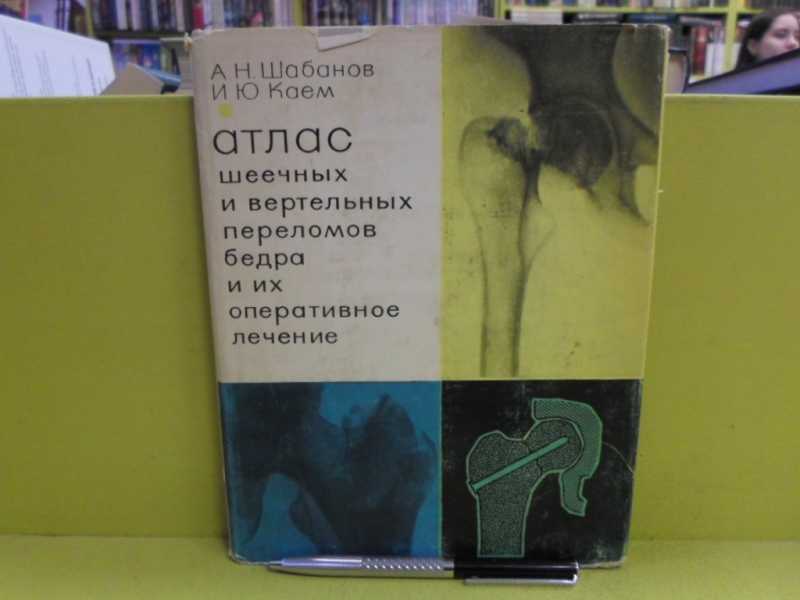 А Н Шабанов
И Ю Каем
атлас
шеечных
и вертельных
переломов
бедра
и их
оперативное
лечение